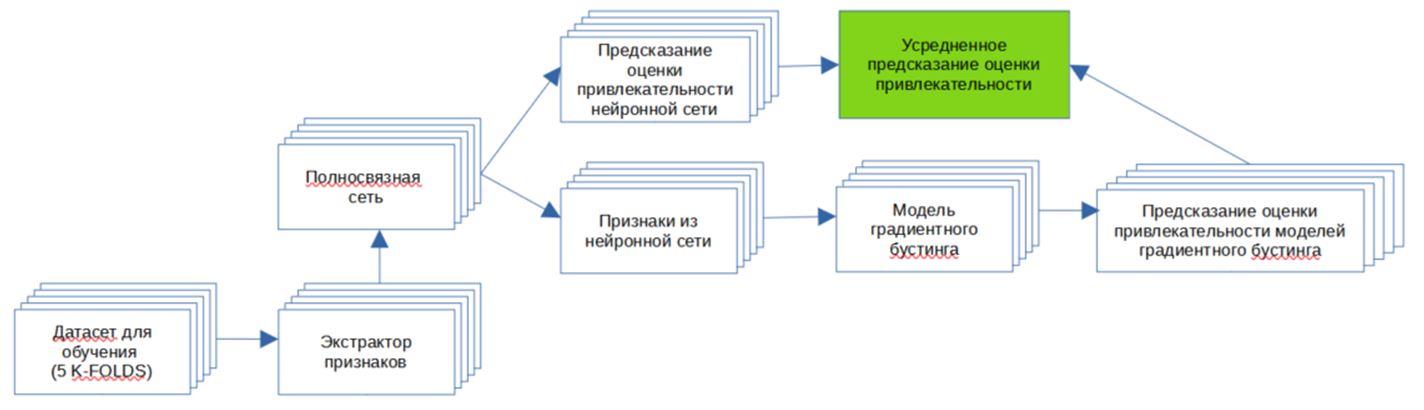 Предсказание
оценки
привлекательности
нейронной сети
Усредненное
предсказание оценки
привлекательности
Полносвязная
сеть
Признаки из
нейронной сети
Модель
градиентного
бустинга
Предсказание оценки
привлекательности моделей
градиентного бустинга
Датасет для
обучения
(5 K-FOLDS)
Экстрактор
признаков